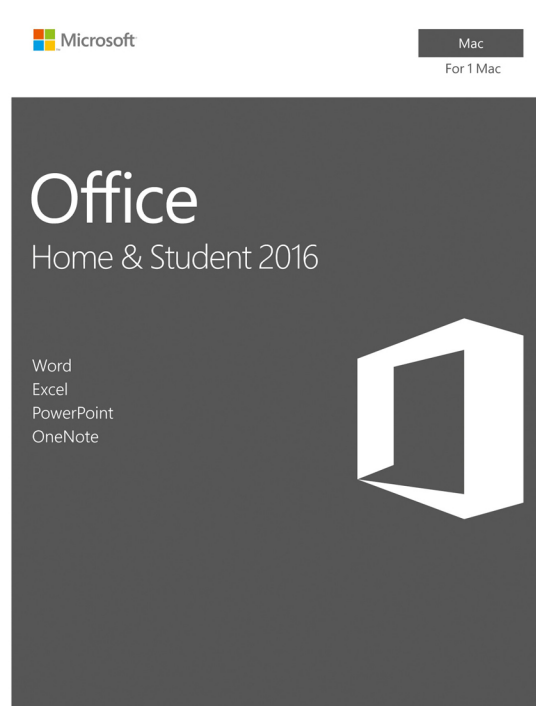 Microsoft
Mac
For 1 Mac
Office
Home & Student 2016
Word
Excel
PowerPoint
OneNote